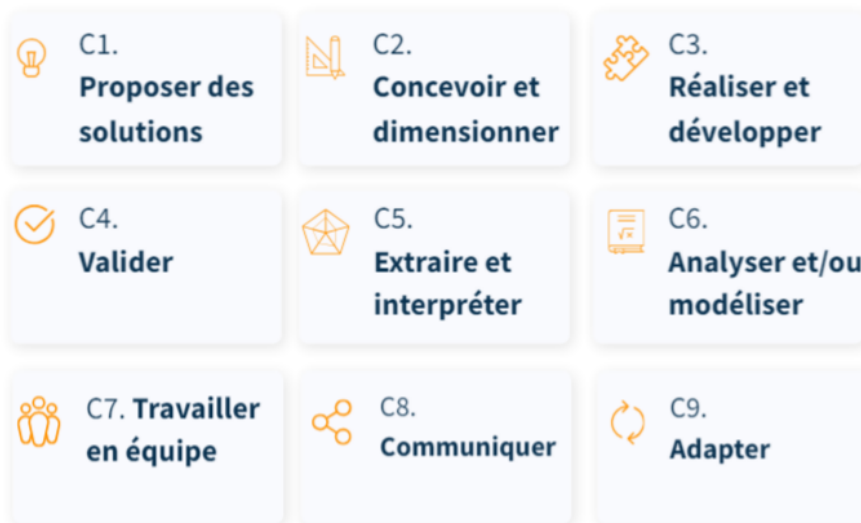 C1.
Proposer des
solutions
C2.
Concevoir et
dimensionner
C3.
Réaliser et
développer
C4.
Valider
C5.
Extraire et
interpréter
C6.
Analyser et/ou
modéliser
C7. Travailler
en équipe
C8.
Communiquer
C9.
Adapter